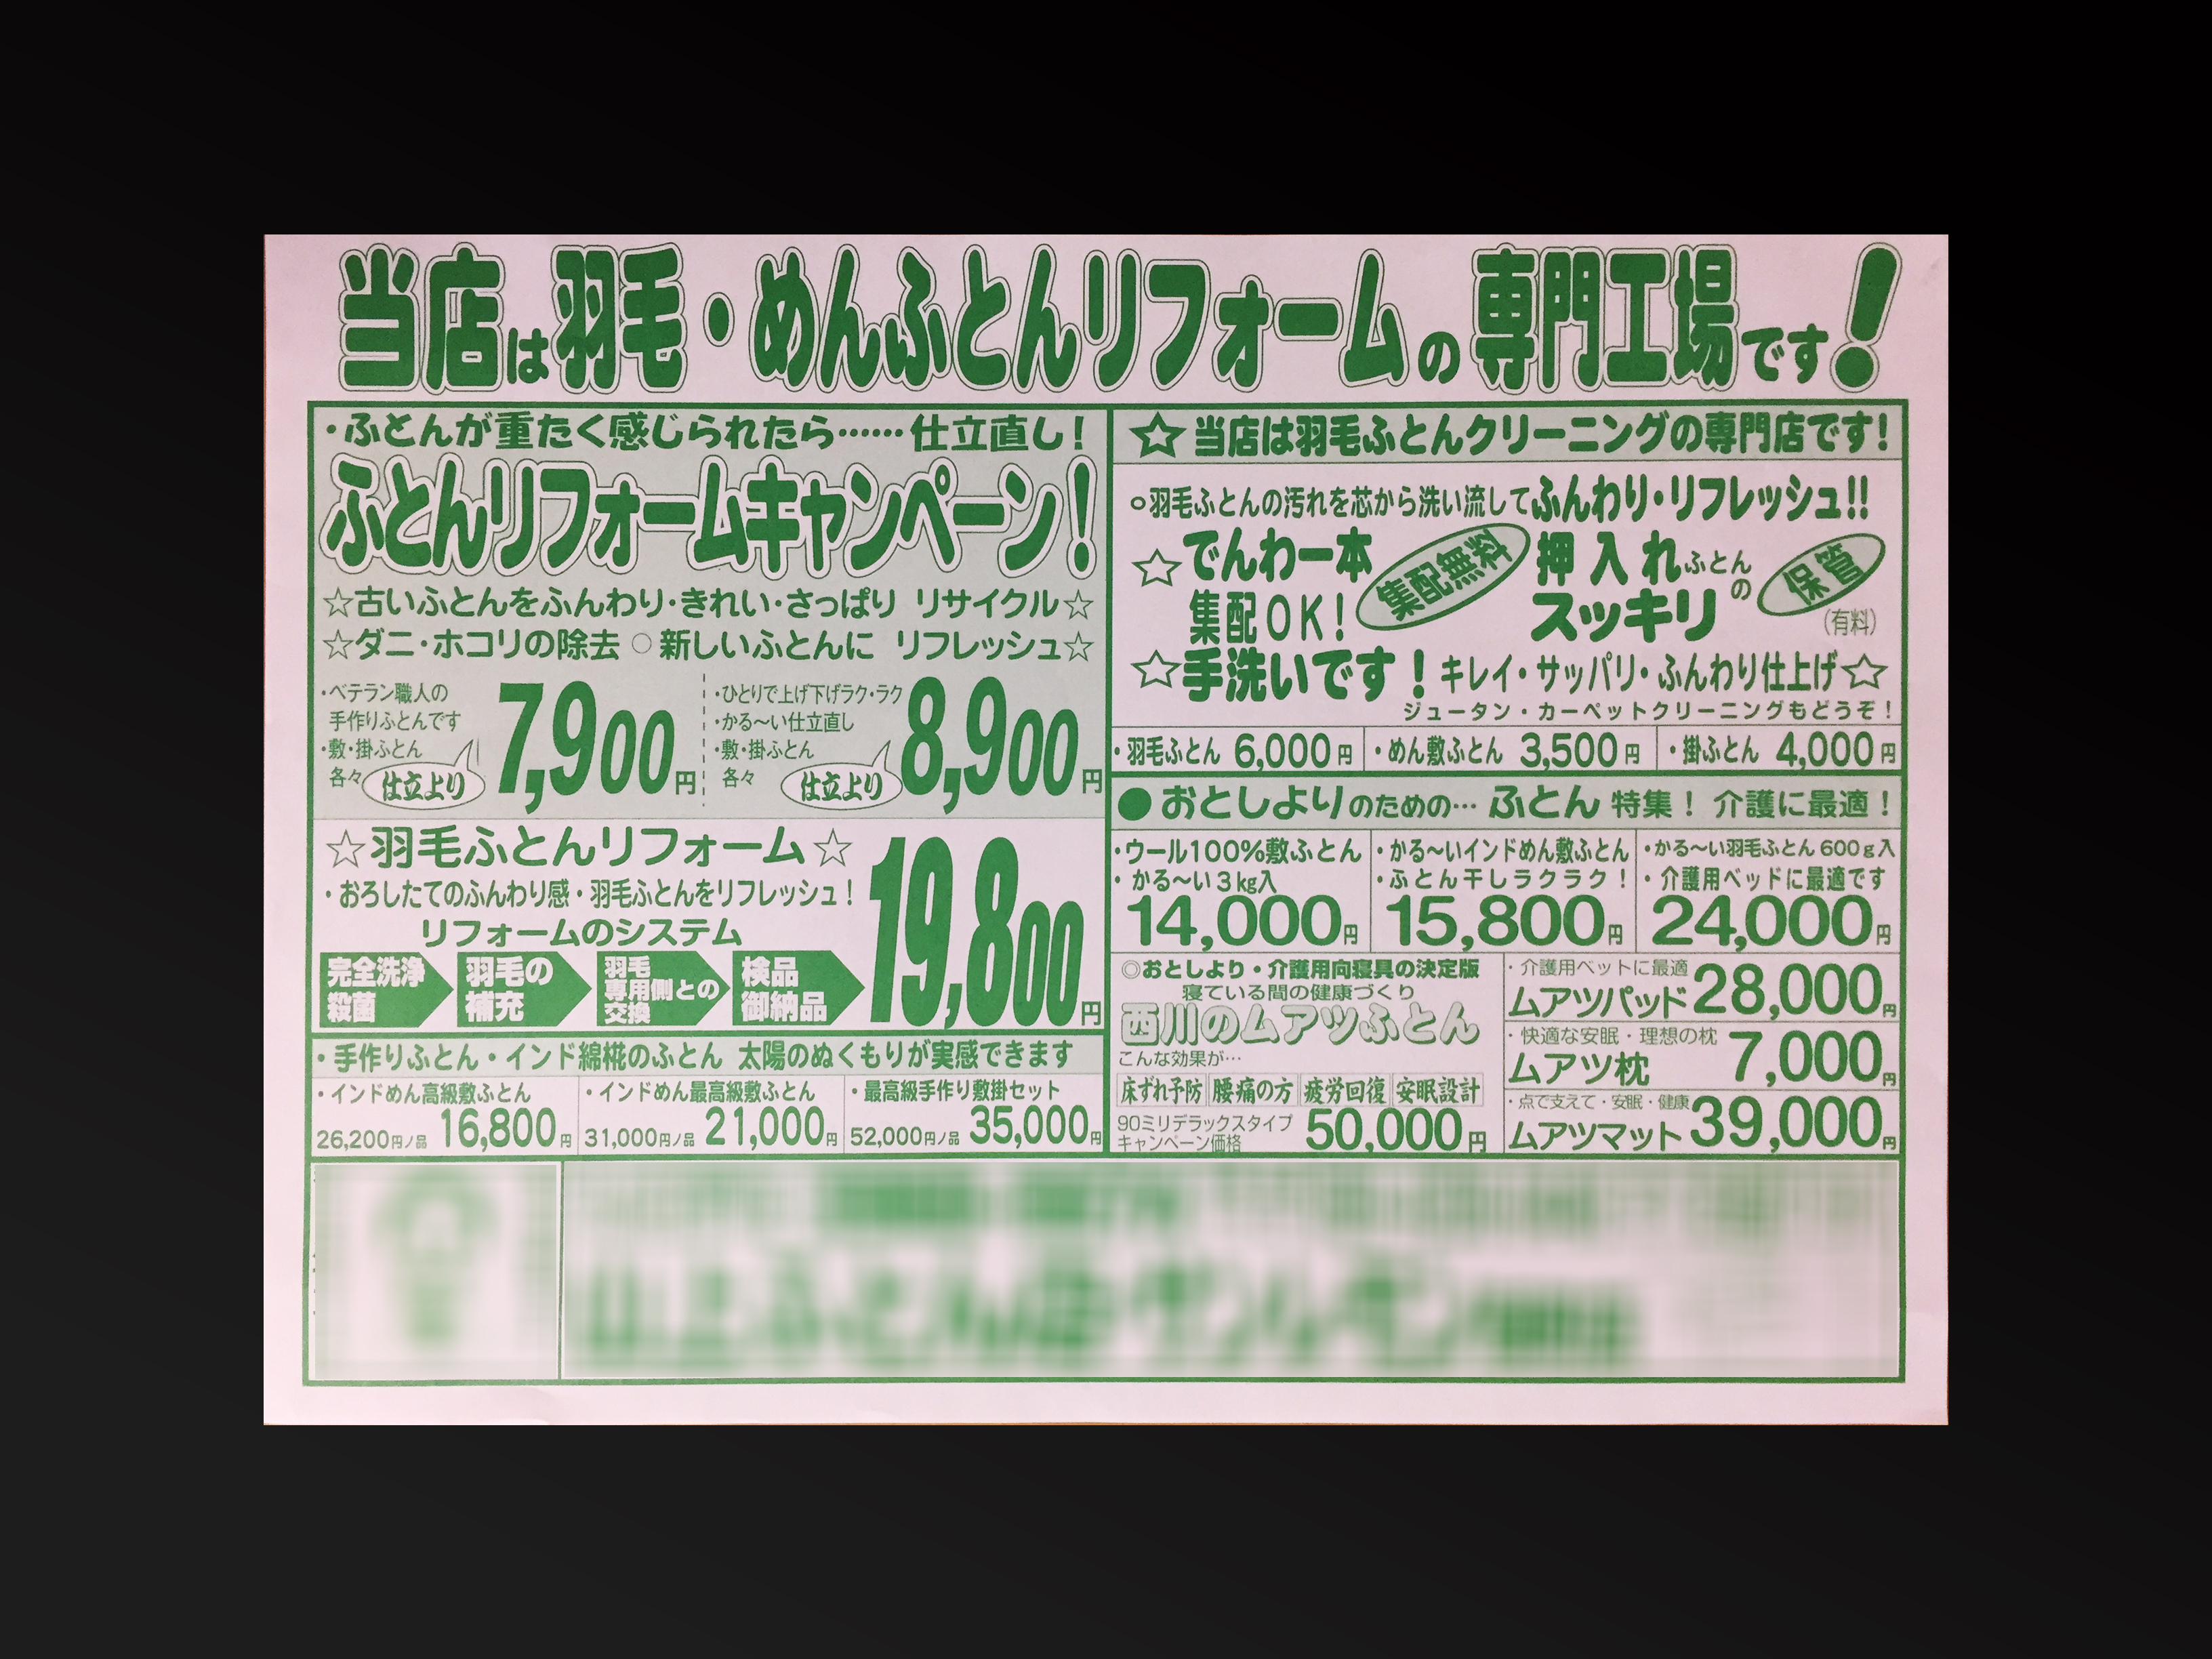 当店は羽毛・めんふとんリフォームの専門工場です!
・ふとんが重たく感じられたら……仕立直し!
ふとんリフォームキャンペーン!
☆古いふとんをふんわり・きれい・さっぱり リサイクル☆
☆ダニ・ホコリの除去 ○新しいふとんに リフレッシュ☆
・ベテラン職人の
手作りふとんです
・敷・掛ふとん
各々 仕立より
7,900円
・ひとりで上げ下げラク・ラク
・かる〜い仕立直し
・敷・掛ふとん
各々 仕立より
8,900円
☆羽毛ふとんリフォーム☆
・おろしたてのふんわり感・羽毛ふとんをリフレッシュ!
リフォームのシステム
完全洗浄
殺菌
羽毛の
補充
羽毛
専用側との
交換
検品
御納品
19,800円
・手作りふとん・インド綿椛のふとん 太陽のぬくもりが実感できます
・インドめん高級敷ふとん
26,200円ノ品 16,800円
・インドめん最高級敷ふとん
31,000円ノ品 21,000円
・最高級手作り敷掛セット
52,000円ノ品 35,000円
☆当店は羽毛ふとんクリーニングの専門店です!
○羽毛ふとんの汚れを芯から洗い流してふんわり・リフレッシュ!!
☆でんわ一本
集配OK!
集配無料
押入れ
スッキリ
ふとん
の
保管
(有料)
☆手洗いです!キレイ・サッパリ・ふんわり仕上げ☆
ジュータン・カーペットクリーニングもどうぞ!
・羽毛ふとん 6,000円
・めん敷ふとん 3,500円
・掛ふとん 4,000円
●おとしよりのための…ふとん 特集! 介護に最適!
・ウール100%敷ふとん
・かる〜い3kg入
14,000円
・かる〜いインドめん敷ふとん
・ふとん干しラクラク!
15,800円
・かる〜い羽毛ふとん600g入
・介護用ベッドに最適です
24,000円
◎おとしより・介護用向寝具の決定版
寝ている間の健康づくり
西川のムアツふとん
こんな効果が…
床ずれ予防 腰痛の方 疲労回復 安眠設計
90ミリデラックスタイプ
キャンペーン価格
50,000円
・介護用ベットに最適
ムアツパッド28,000円
・快適な安眠・理想の枕
ムアツ枕 7,000円
・点で支えて・安眠・健康
ムアツマット39,000円